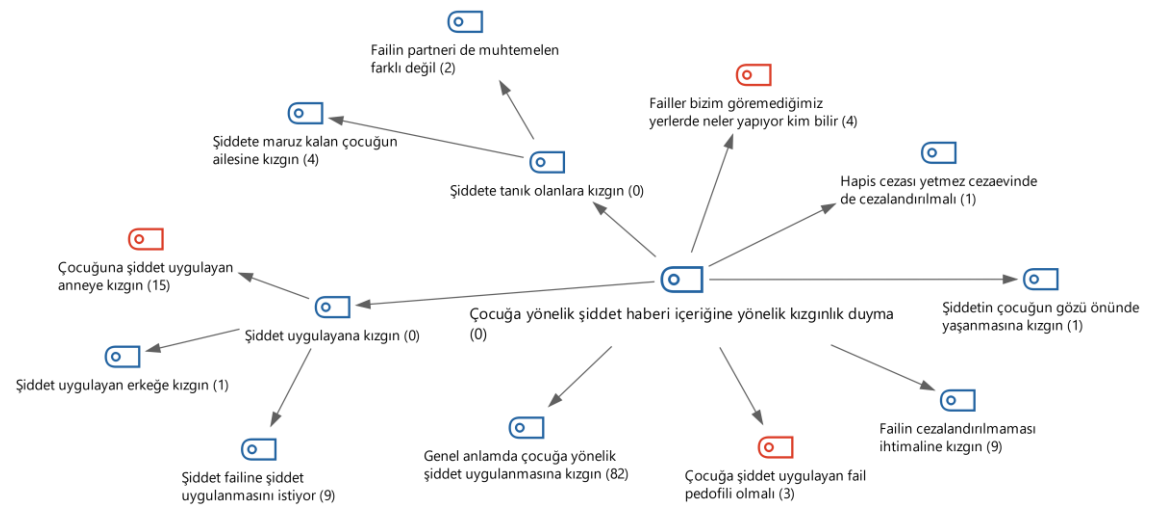 Failin partneri de muhtemelen
farklı değil (2)
Failler bizim göremediğimiz
yerlerde neler yapıyor kim bilir (4)
Şiddete maruz kalan çocuğun
ailesine kızgın (4)
Şiddete tanık olanlara kızgın (0)
Hapis cezası yetmez cezaevinde
de cezalandırılmalı (1)
Çocuğuna şiddet uygulayan
anneye kızgın (15)
Şiddet uygulayana kızgın (0)
Çocuğa yönelik şiddet haberi içeriğine yönelik kızgınlık duyma
(0)
Şiddetin çocuğun gözü önünde
yaşanmasına kızgın (1)
Şiddet uygulayan erkeğe kızgın (1)
Şiddet failine şiddet
uygulanmasını istiyor (9)
Genel anlamda çocuğa yönelik
şiddet uygulanmasına kızgın (82)
Çocuğa şiddet uygulayan fail
pedofili olmalı (3)
Failin cezalandırılmaması
ihtimaline kızgın (9)